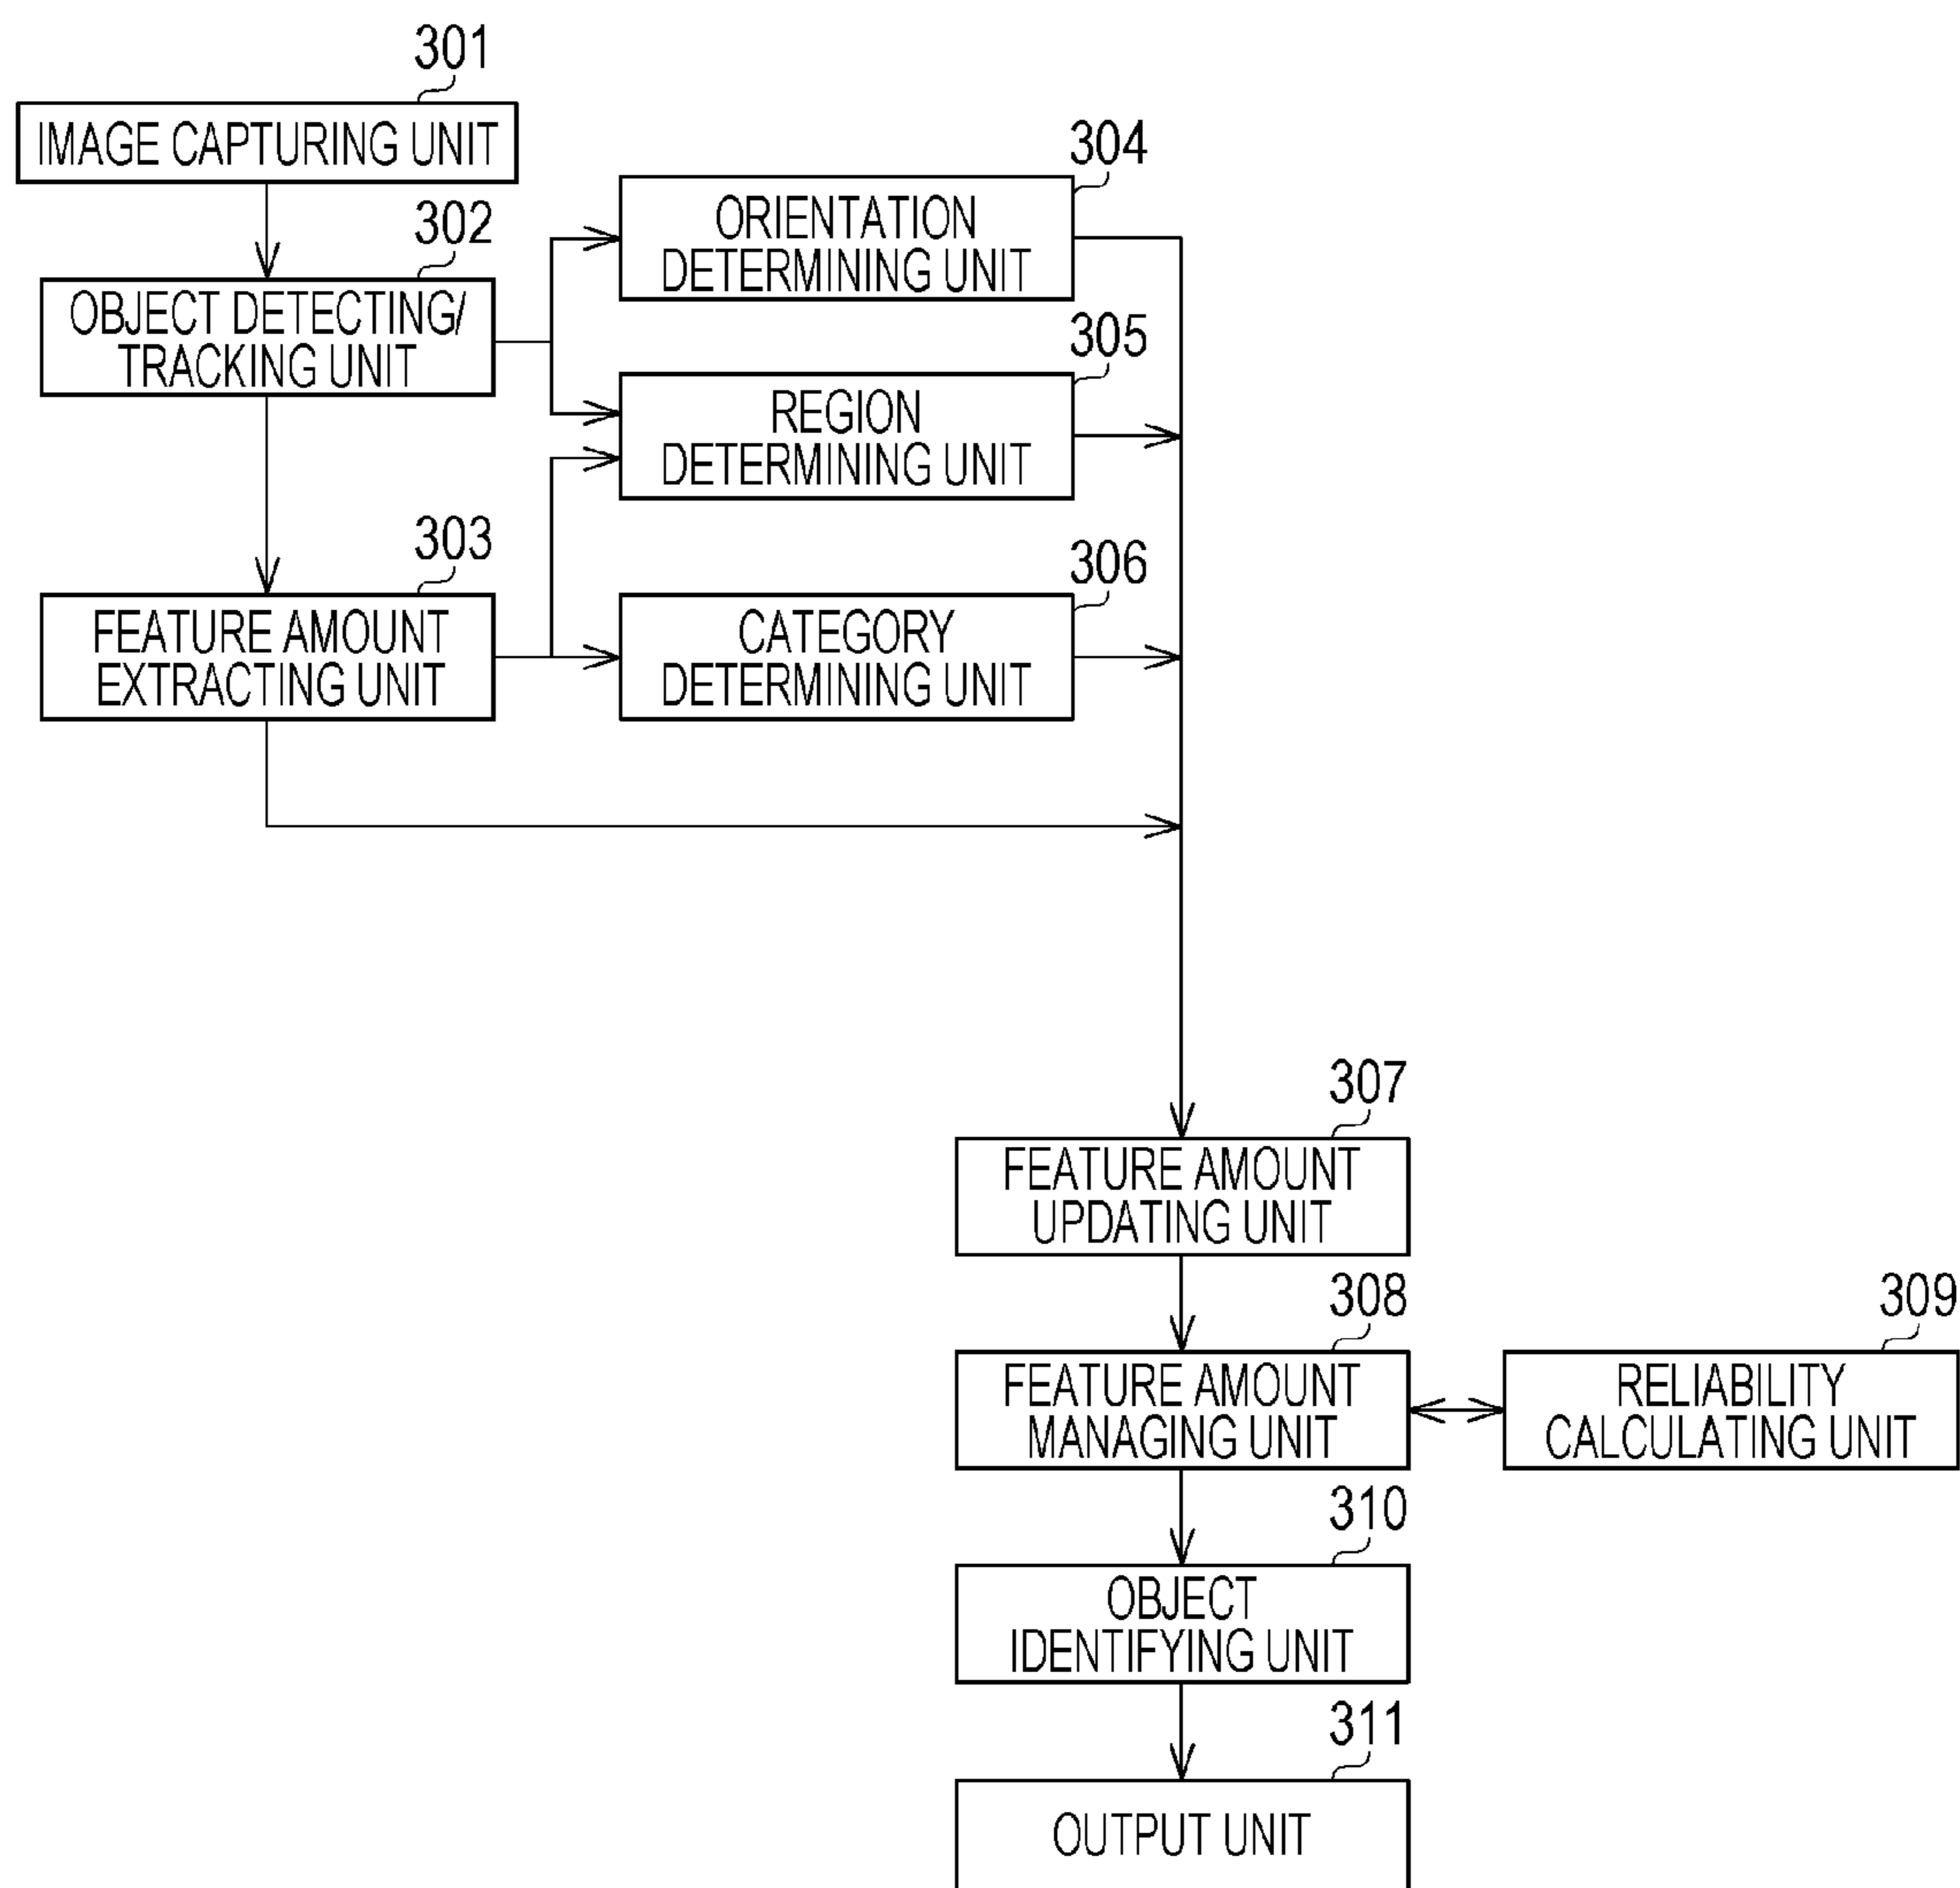 301
IMAGE CAPTURING UNIT
302
OBJECT DETECTING/
TRACKING UNIT
303
FEATURE AMOUNT
EXTRACTING UNIT
304
ORIENTATION
DETERMINING UNIT
305
REGION
DETERMINING UNIT
306
CATEGORY
DETERMINING UNIT
307
FEATURE AMOUNT
UPDATING UNIT
308
FEATURE AMOUNT
MANAGING UNIT
309
RELIABILITY
CALCULATING UNIT
310
OBJECT
IDENTIFYING UNIT
311
OUTPUT UNIT